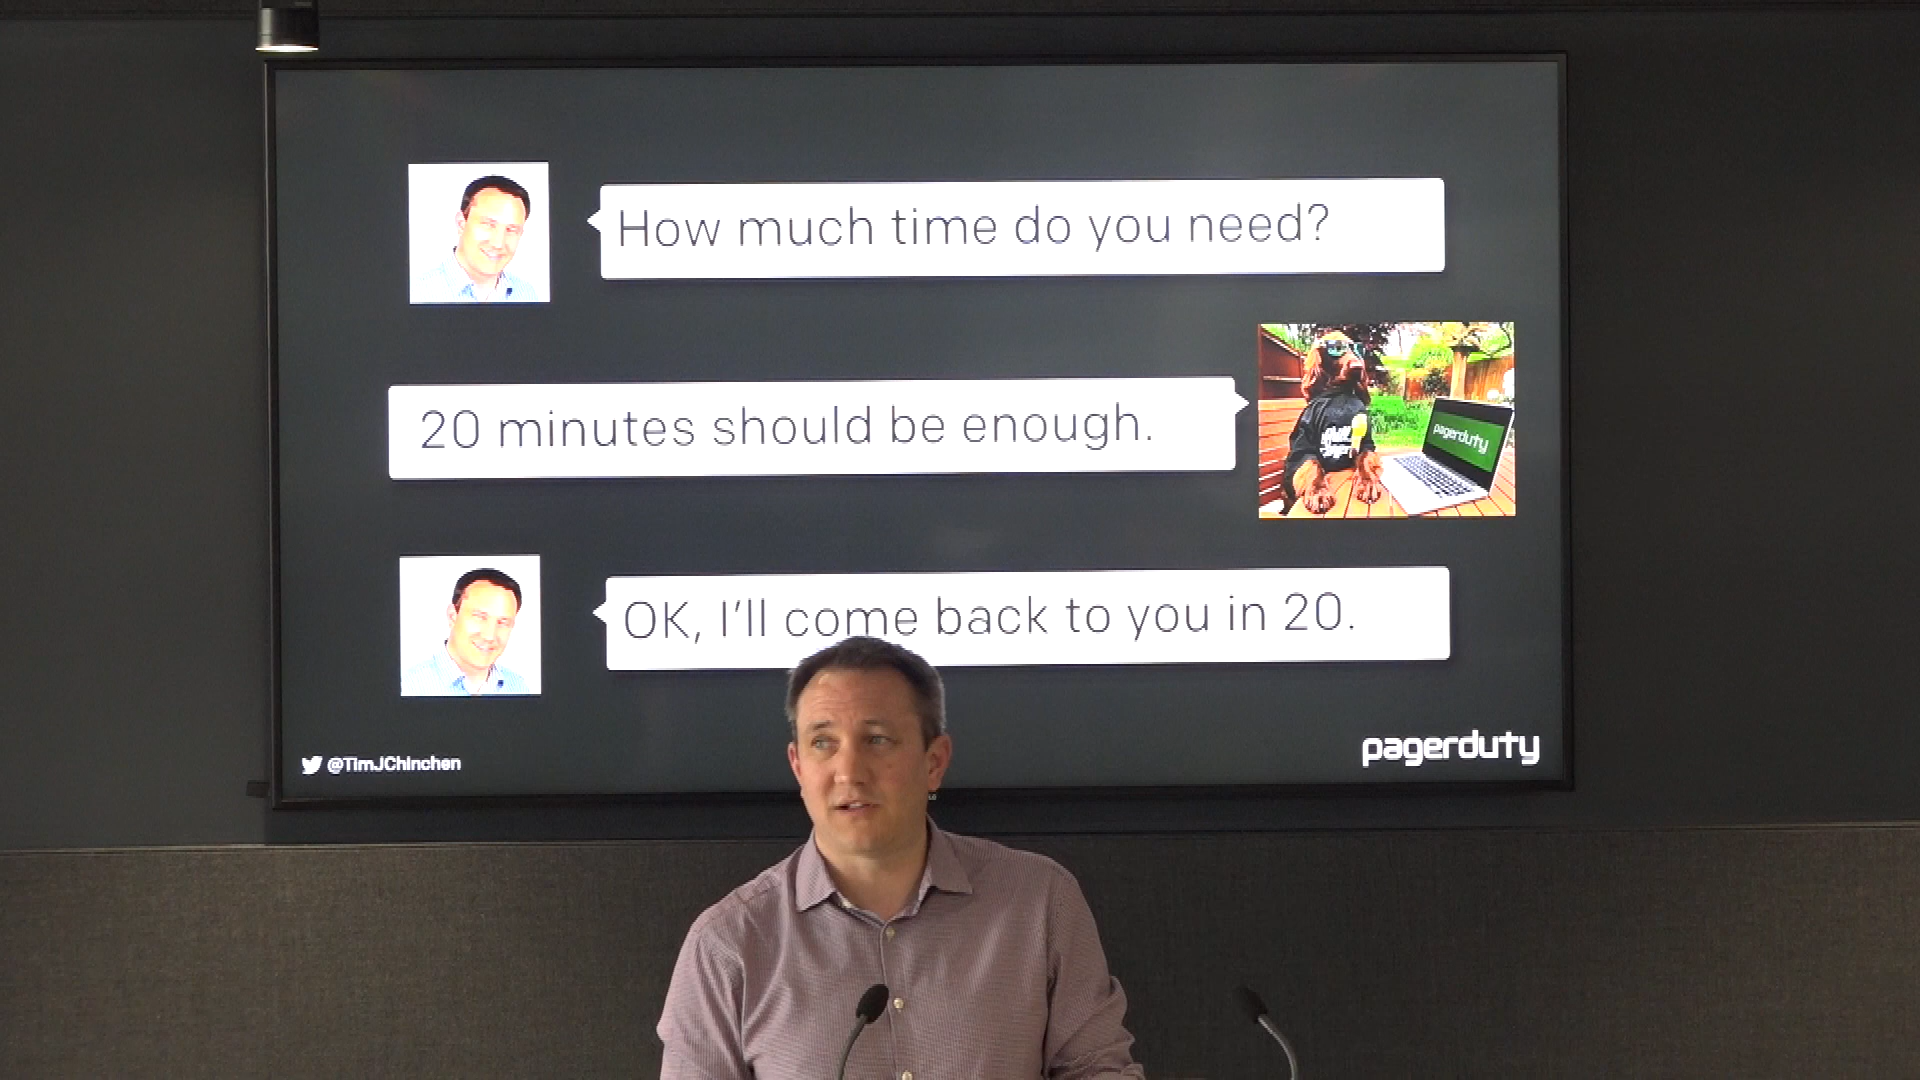 How much time do you need?
20 minutes should be enough.
pagerduty
OK, I'll come back to you in 20.
@TimJChinchen
pagerduty